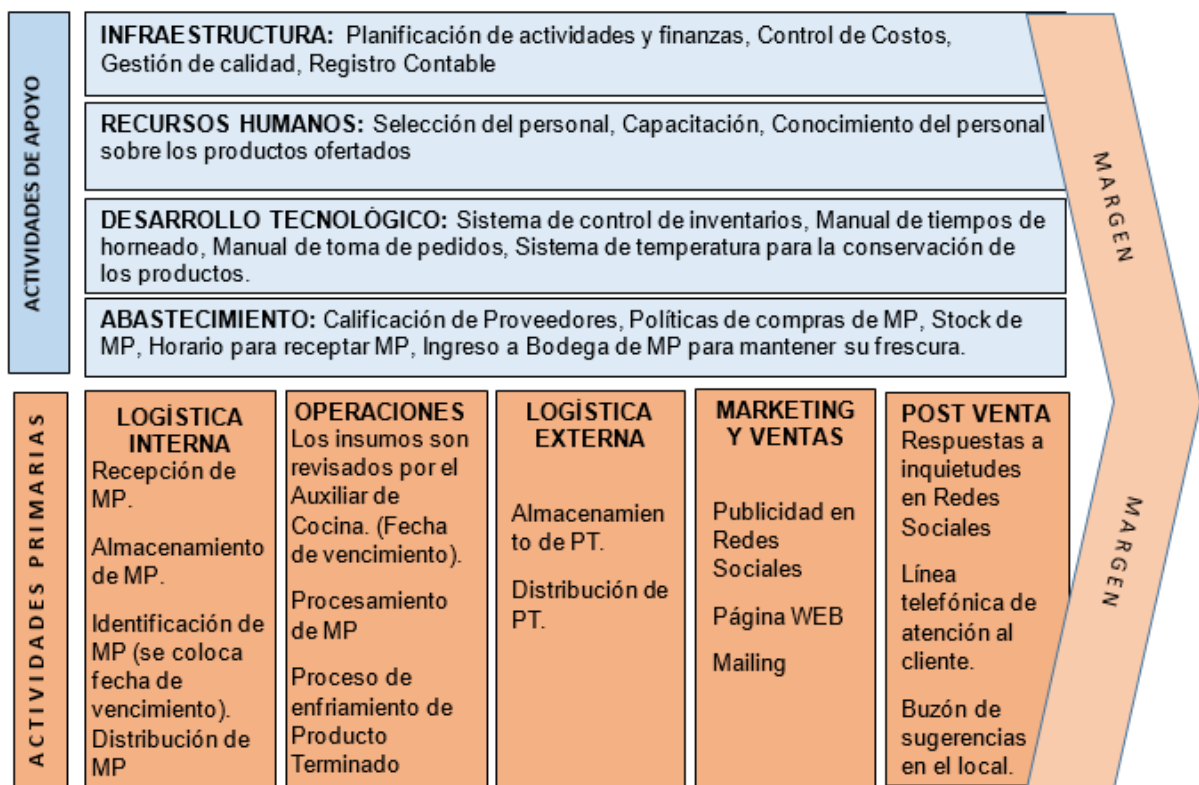 ACTIVIDADES DE APOYO
INFRAESTRUCTURA: Planificación de actividades y finanzas, Control de Costos,
Gestión de calidad, Registro Contable
RECURSOS HUMANOS: Selección del personal, Capacitación, Conocimiento del personal
sobre los productos ofertados
DESARROLLO TECNOLÓGICO: Sistema de control de inventarios, Manual de tiempos de
horneado, Manual de toma de pedidos, Sistema de temperatura para la conservación de
los productos.
ABASTECIMIENTO: Calificación de Proveedores, Políticas de compras de MP, Stock de
MP, Horario para receptar MP, Ingreso a Bodega de MP para mantener su frescura.
MARGEN
ACTIVIDADES PRIMARIAS
LOGÍSTICA
INTERNA
Recepción de
MP.
Almacenamiento
de MP.
Identificación de
MP (se coloca
fecha de
vencimiento).
Distribución de
MP
OPERACIONES
Los insumos son
revisados por el
Auxiliar de
Cocina. (Fecha
de vencimiento).
Procesamiento
de MP
Proceso de
enfriamiento de
Producto
Terminado
LOGÍSTICA
EXTERNA
Almacenamien
to de PT.
Distribución de
PT.
MARKETING
Y VENTAS
Publicidad en
Redes
Sociales
Página WEB
Mailing
POST VENTA
Respuestas a
inquietudes
en Redes
Sociales
Línea
telefónica de
atención al
cliente.
Buzón de
sugerencias
en el local.
MARGEN